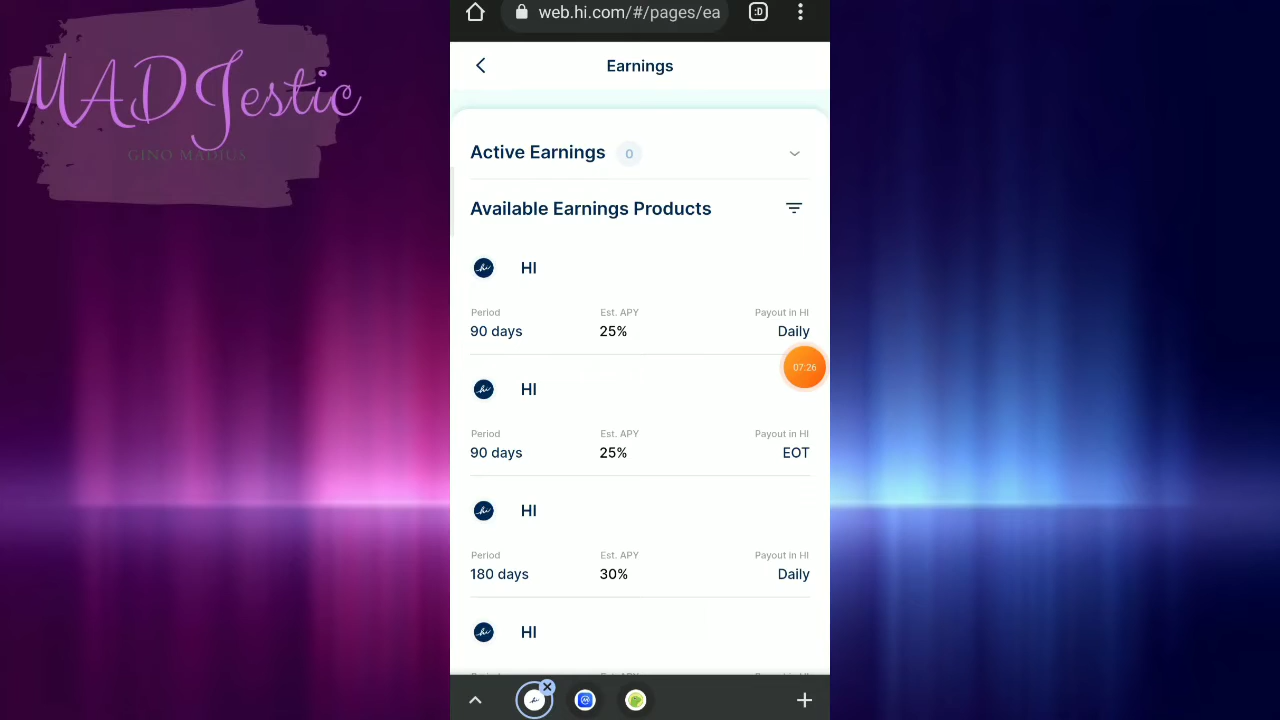 MADJestic
GINO MADIUS
web.hi.com/#/pages/ea
:D
Earnings
Active Earnings 0
Available Earnings Products
HI
Period Est. APY Payout in HI
90 days 25% Daily
07:26
HI
Period Est. APY Payout in HI
90 days 25% EOT
HI
Period Est. APY Payout in HI
180 days 30% Daily
HI